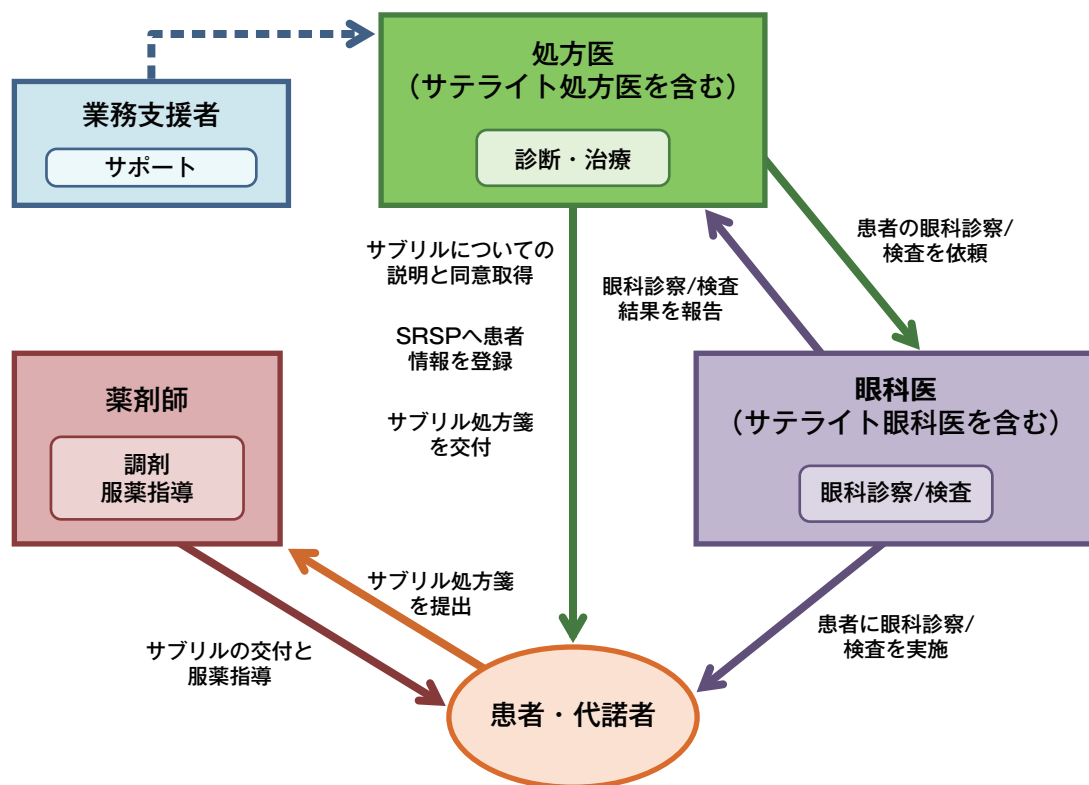 処方医
（サテライト処方医を含む）
診断・治療
業務支援者
サポート
サブリルについての
説明と同意取得
SRSPへ患者
情報を登録
サブリル処方箋
を交付
眼科診察/検査
結果を報告
患者の眼科診察/
検査を依頼
薬剤師
調剤
服薬指導
眼科医
（サテライト眼科医を含む）
眼科診察/検査
サブリル処方箋
を提出
サブリルの交付と
服薬指導
患者に眼科診察/
検査を実施
患者・代諾者